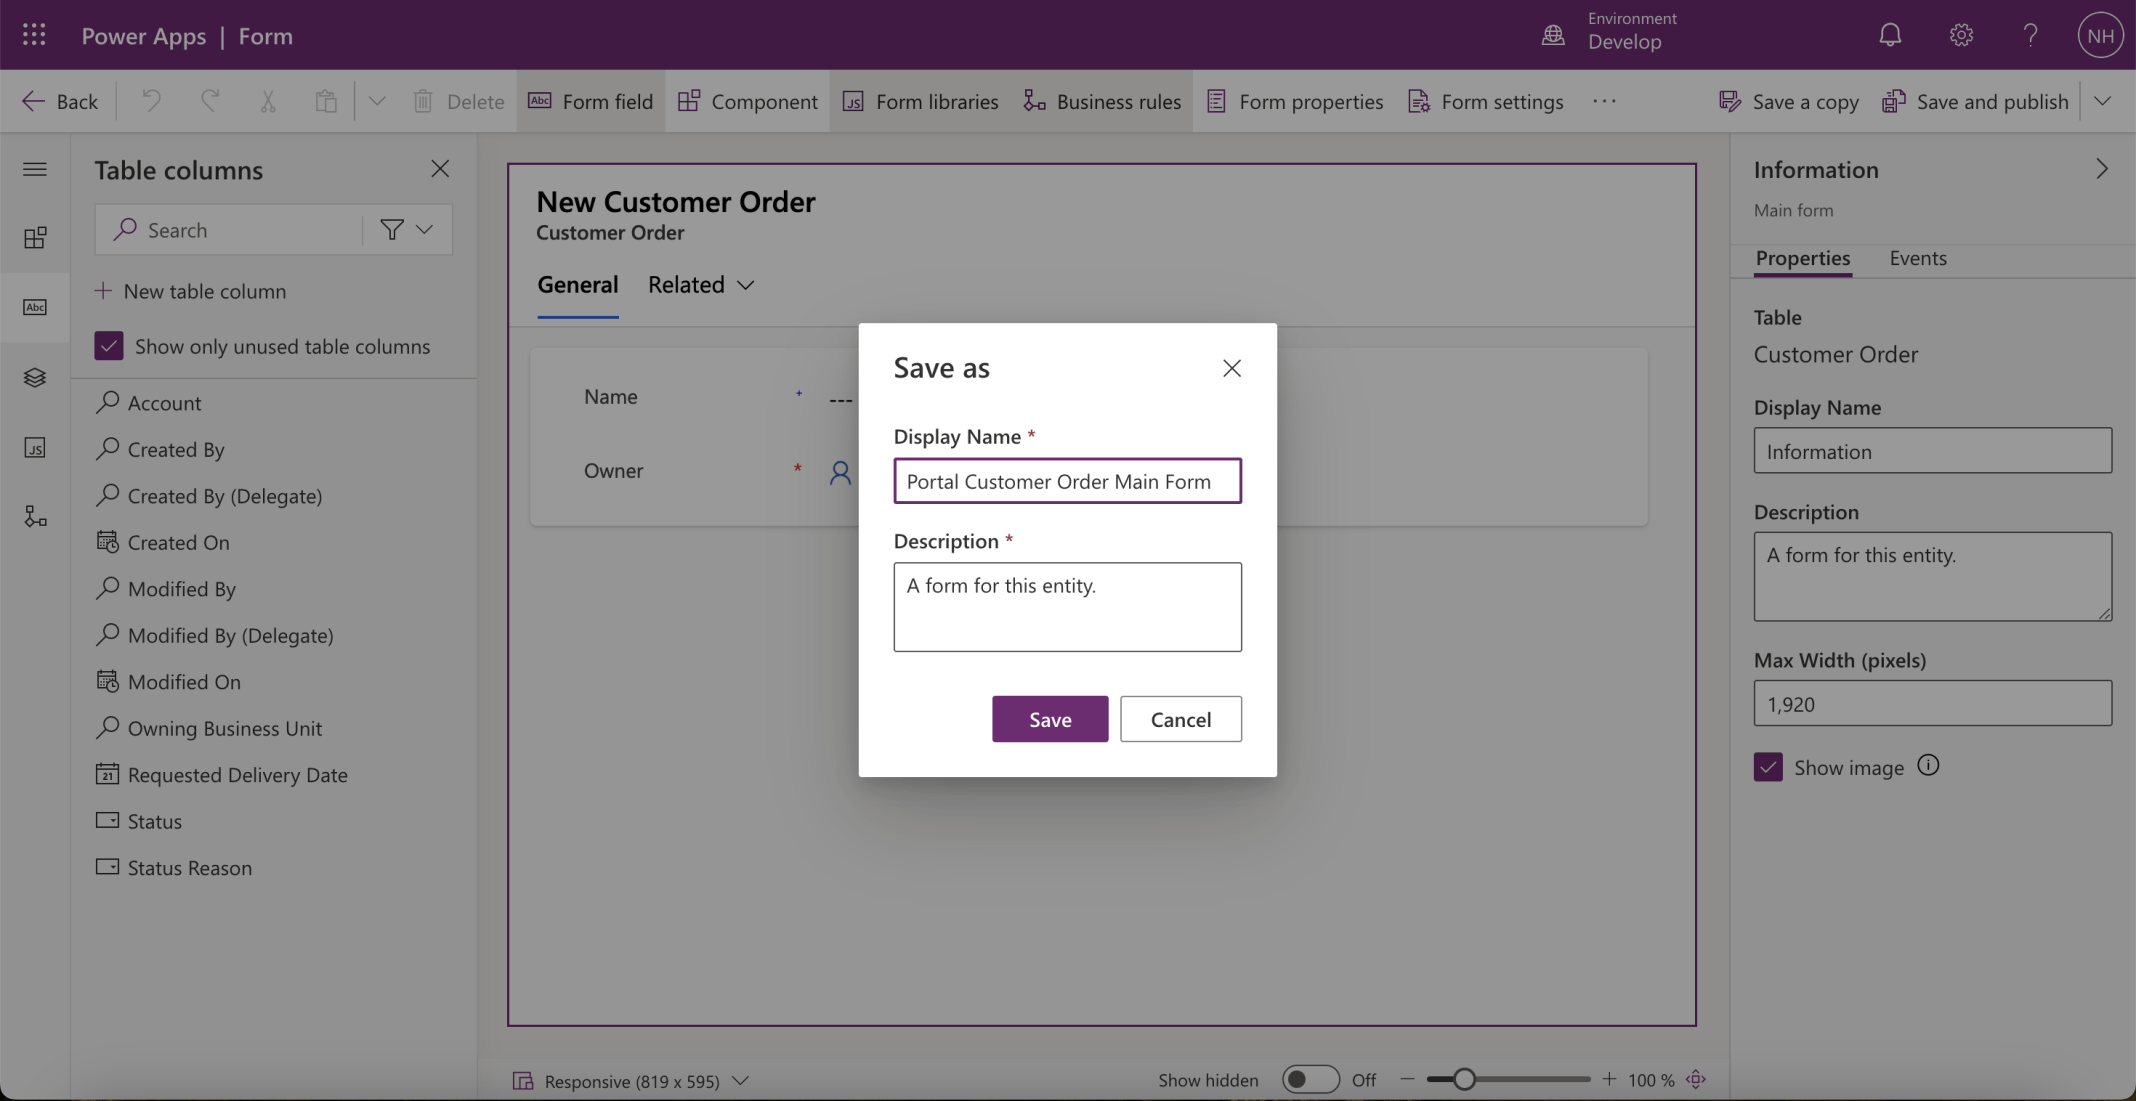 Power Apps | Form
Environment
Develop
NH
Back
Delete
Abc Form field
Component
JS Form libraries
Business rules
Form properties
Form settings
Save a copy
Save and publish
Table columns
Search
New table column
Abc
Show only unused table columns
Account
JS
Created By
Created By (Delegate)
Created On
Modified By
Modified By (Delegate)
Modified On
Owning Business Unit
21 Requested Delivery Date
Status
Status Reason
New Customer Order
Customer Order
General
Related
Name
+
---
Owner
*
Save as
Display Name *
Portal Customer Order Main Form
Description *
A form for this entity.
Save
Cancel
Information
Main form
Properties
Events
Table
Customer Order
Display Name
Information
Description
A form for this entity.
Max Width (pixels)
1,920
Show image
Responsive (819 x 595)
Show hidden
Off
100 %